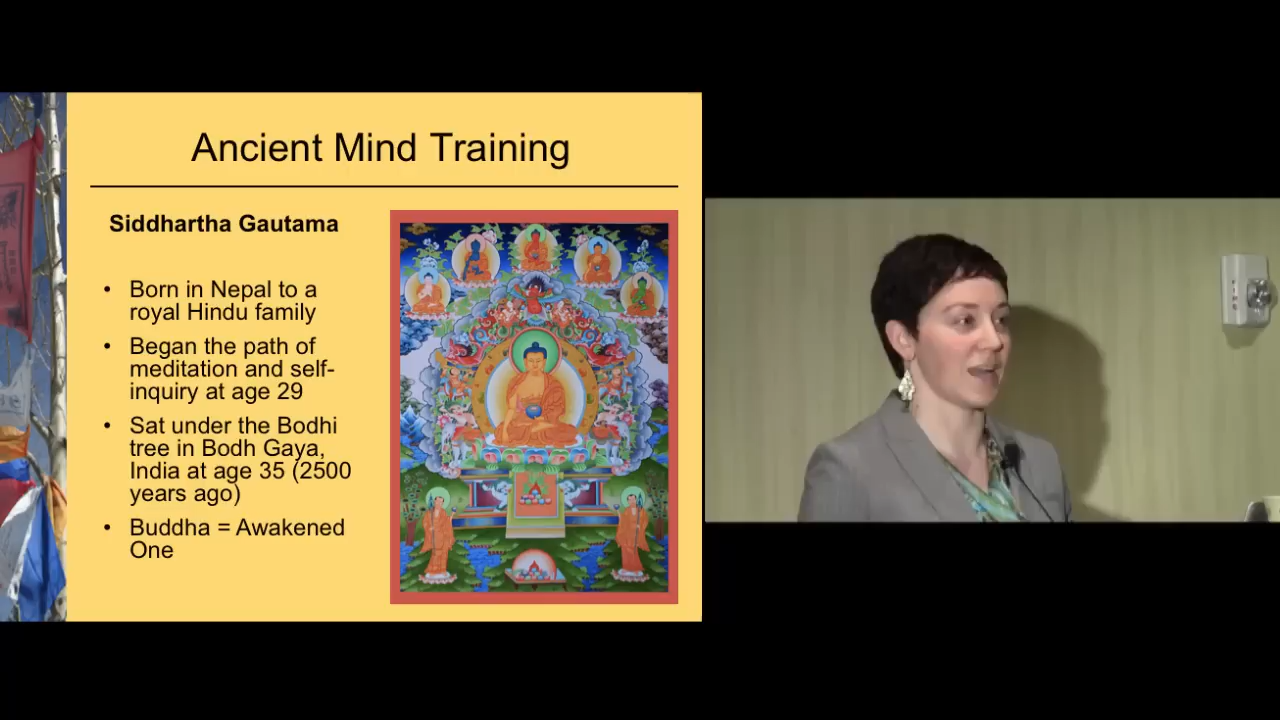 Ancient Mind Training
Siddhartha Gautama
• Born in Nepal to a
royal Hindu family
• Began the path of
meditation and self-
inquiry at age 29
• Sat under the Bodhi
tree in Bodh Gaya,
India at age 35 (2500
years ago)
• Buddha = Awakened
One